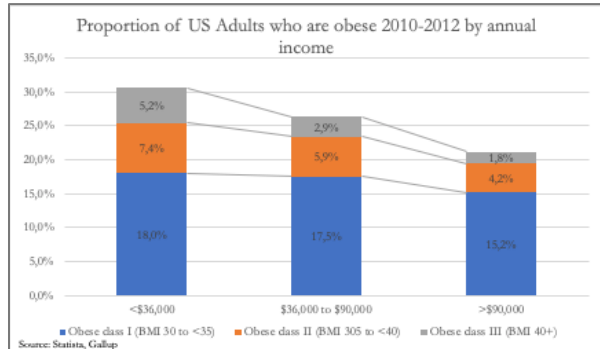 Proportion of US Adults who are obese 2010-2012 by annual
income
35,0%
30,0%
25,0%
20,0%
15,0%
10,0%
5,0%
0,0%
5,2%
2,9%
1,8%
7,4%
5,9%
4,2%
18,0%
17,5%
15,2%
<$36,000
$36,000 to $90,000
>$90,000
Obese class I (BMI 30 to <35)
Obese class II (BMI 305 to <40)
Obese class III (BMI 40+)
Source: Statista, Gallup